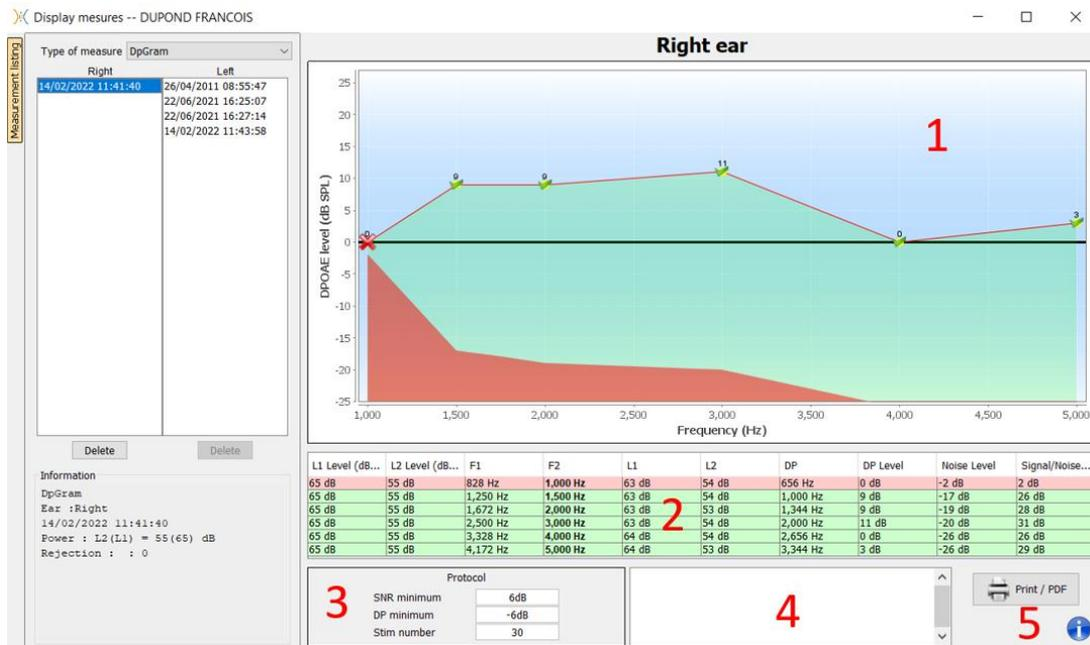 Display mesures -- DUPOND FRANCOIS
Measurement listing
Type of measure DpGram
Right Left
14/02/2022 11:41:40 26/04/2011 08:55:47
22/06/2021 16:25:07
22/06/2021 16:27:14
14/02/2022 11:43:58
Delete Delete
Information
DpGram
Ear :Right
14/02/2022 11:41:40
Power : L2(L1) = 55(65) dB
Rejection : : 0
Right ear
DPOAE level (dB SPL)
25
20
15
10
5
0
-5
-10
-15
-20
-25
0 9 9 11 0 3
1
1,000 1,500 2,000 2,500 3,000 3,500 4,000 4,500 5,000
Frequency (Hz)
L1 Level (dB... L2 Level (dB... F1 F2 L1 L2 DP DP Level Noise Level Signal/Noise...
65 dB 55 dB 828 Hz 1,000 Hz 63 dB 54 dB 656 Hz 0 dB -2 dB 2 dB
65 dB 55 dB 1,250 Hz 1,500 Hz 63 dB 54 dB 1,000 Hz 9 dB -17 dB 26 dB
65 dB 55 dB 1,672 Hz 2,000 Hz 63 dB 53 dB 1,344 Hz 9 dB -19 dB 28 dB
65 dB 55 dB 2,500 Hz 3,000 Hz 63 dB 54 dB 2,000 Hz 11 dB -20 dB 31 dB
65 dB 55 dB 3,328 Hz 4,000 Hz 64 dB 54 dB 2,656 Hz 0 dB -26 dB 26 dB
65 dB 55 dB 4,172 Hz 5,000 Hz 64 dB 53 dB 3,344 Hz 3 dB -26 dB 29 dB
2
Protocol
SNR minimum 6dB
DP minimum -6dB
Stim number 30
3
4
Print / PDF
5
i